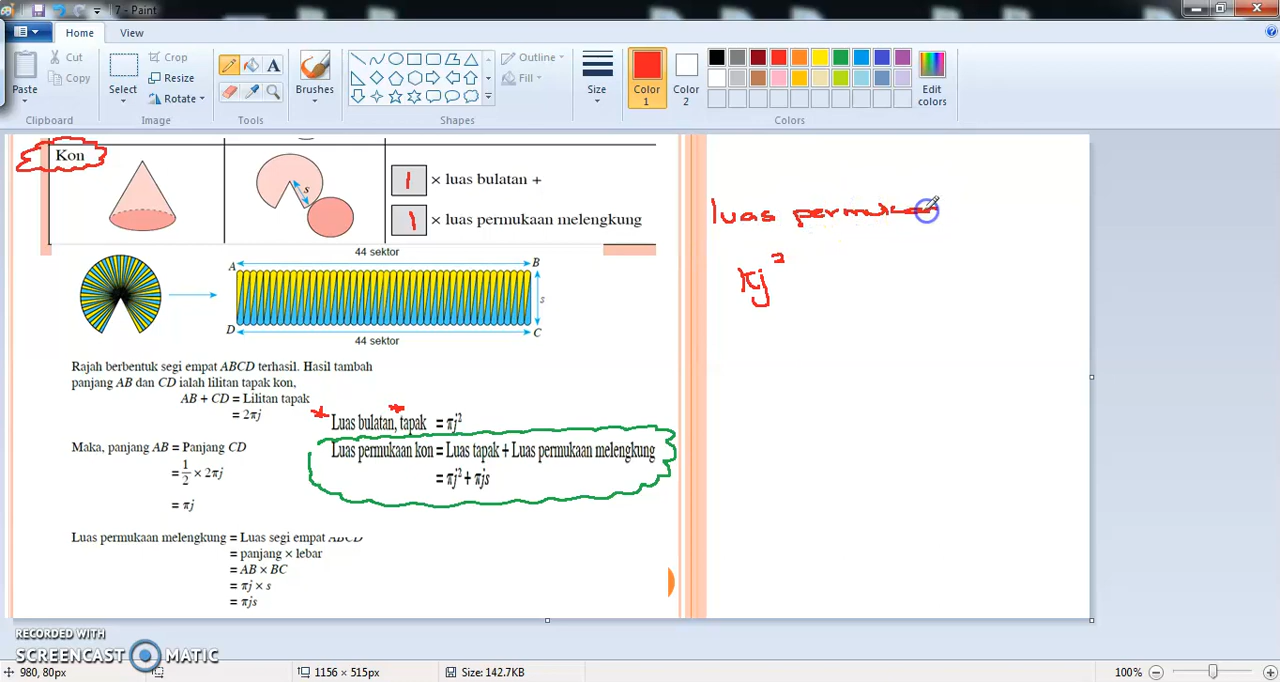 7 - Paint
Home View
Cut
Copy
Paste
Clipboard
Select
Crop
Resize
Rotate
Image
Tools
Brushes
Shapes
Outline
Fill
Size
Color 1
Color 2
Edit colors
Colors
Kon
s
1 × luas bulatan +
1 × luas permukaan melengkung
44 sektor
A B
s
D C
44 sektor
Rajah berbentuk segi empat ABCD terhasil. Hasil tambah
panjang AB dan CD ialah lilitan tapak kon,
AB + CD = Lilitan tapak
= 2πj
Maka, panjang AB = Panjang CD
= 1/2 × 2πj
= πj
Luas permukaan melengkung = Luas segi empat ABCD
= panjang × lebar
= AB × BC
= πj × s
= πjs
Luas bulatan, tapak = πj²
Luas permukaan kon = Luas tapak + Luas permukaan melengkung
= πj² + πjs
luas
πj²
RECORDED WITH
SCREENCAST MATIC
980, 80px
1156 × 515px
Size: 142.7KB
100%